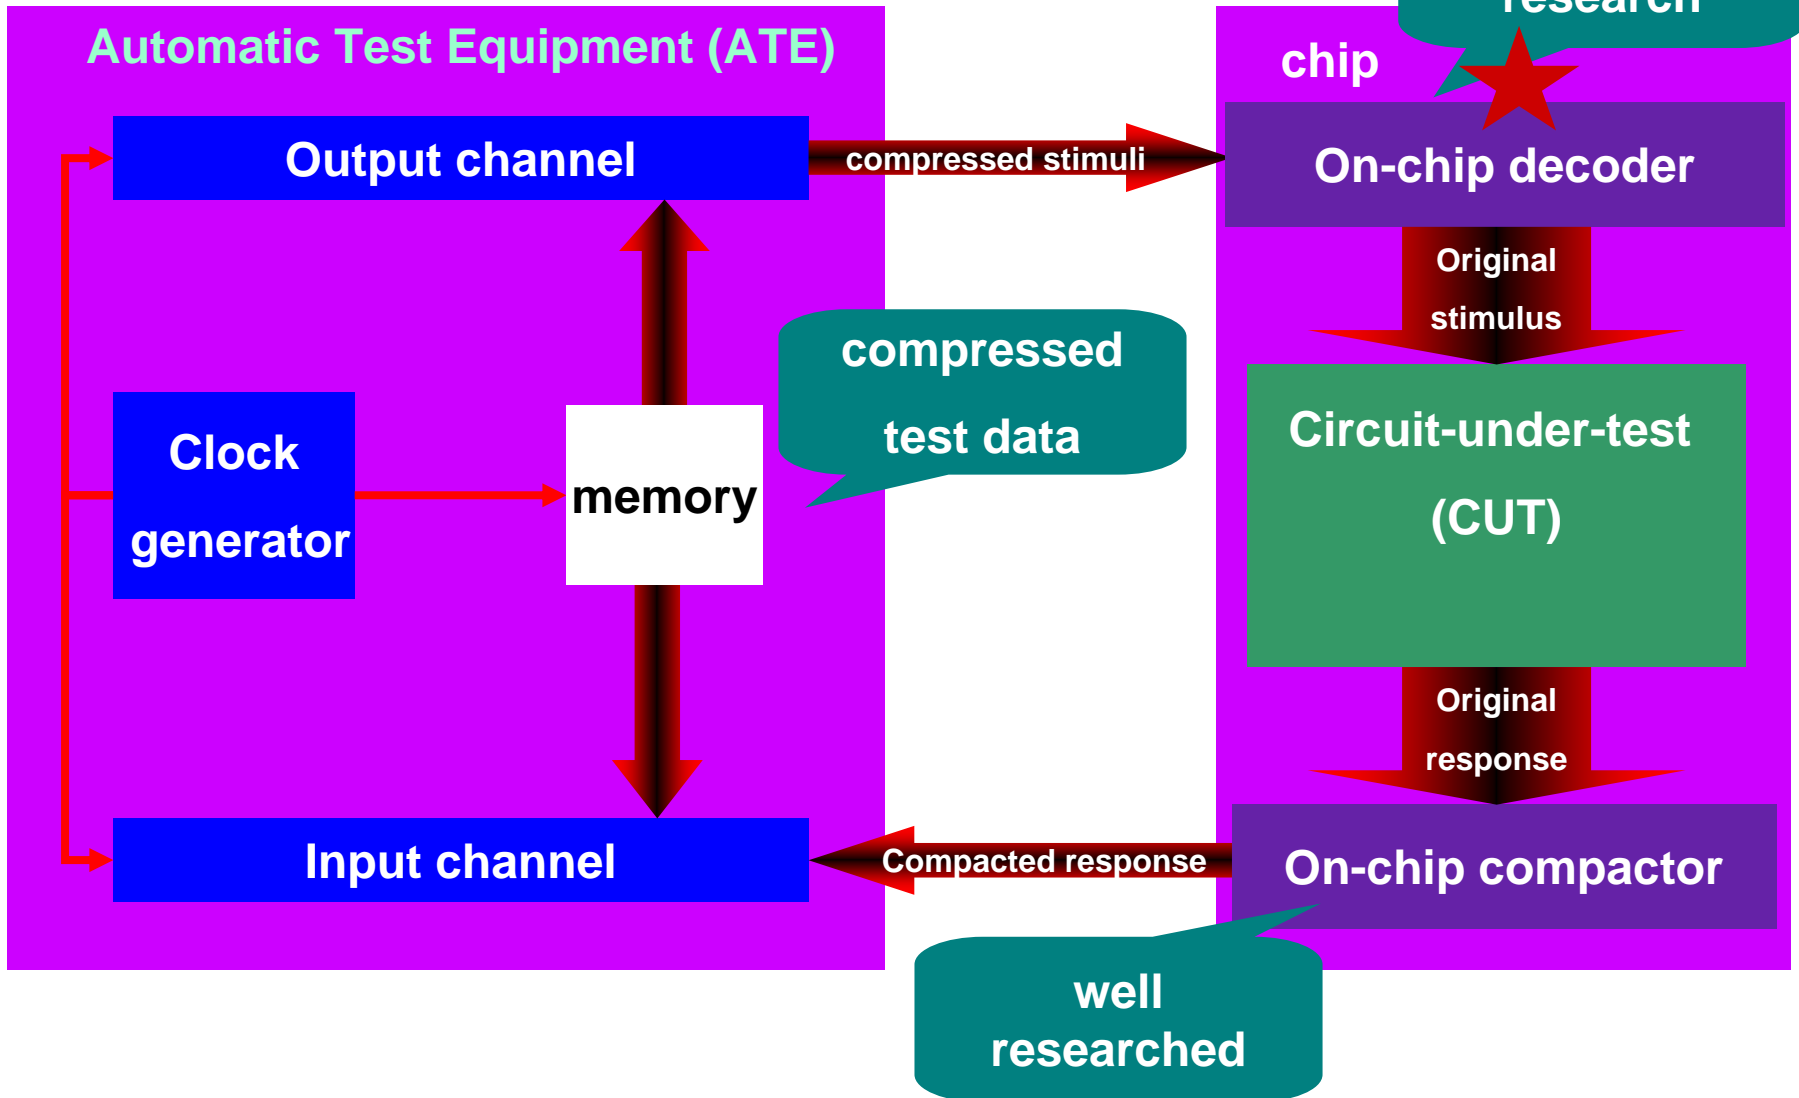 research
Automatic Test Equipment (ATE)
chip
Output channel
compressed stimuli
On-chip decoder
Original
stimulus
compressed
test data
Clock
generator
memory
Circuit-under-test
(CUT)
Original
response
Input channel
Compacted response
On-chip compactor
well
researched